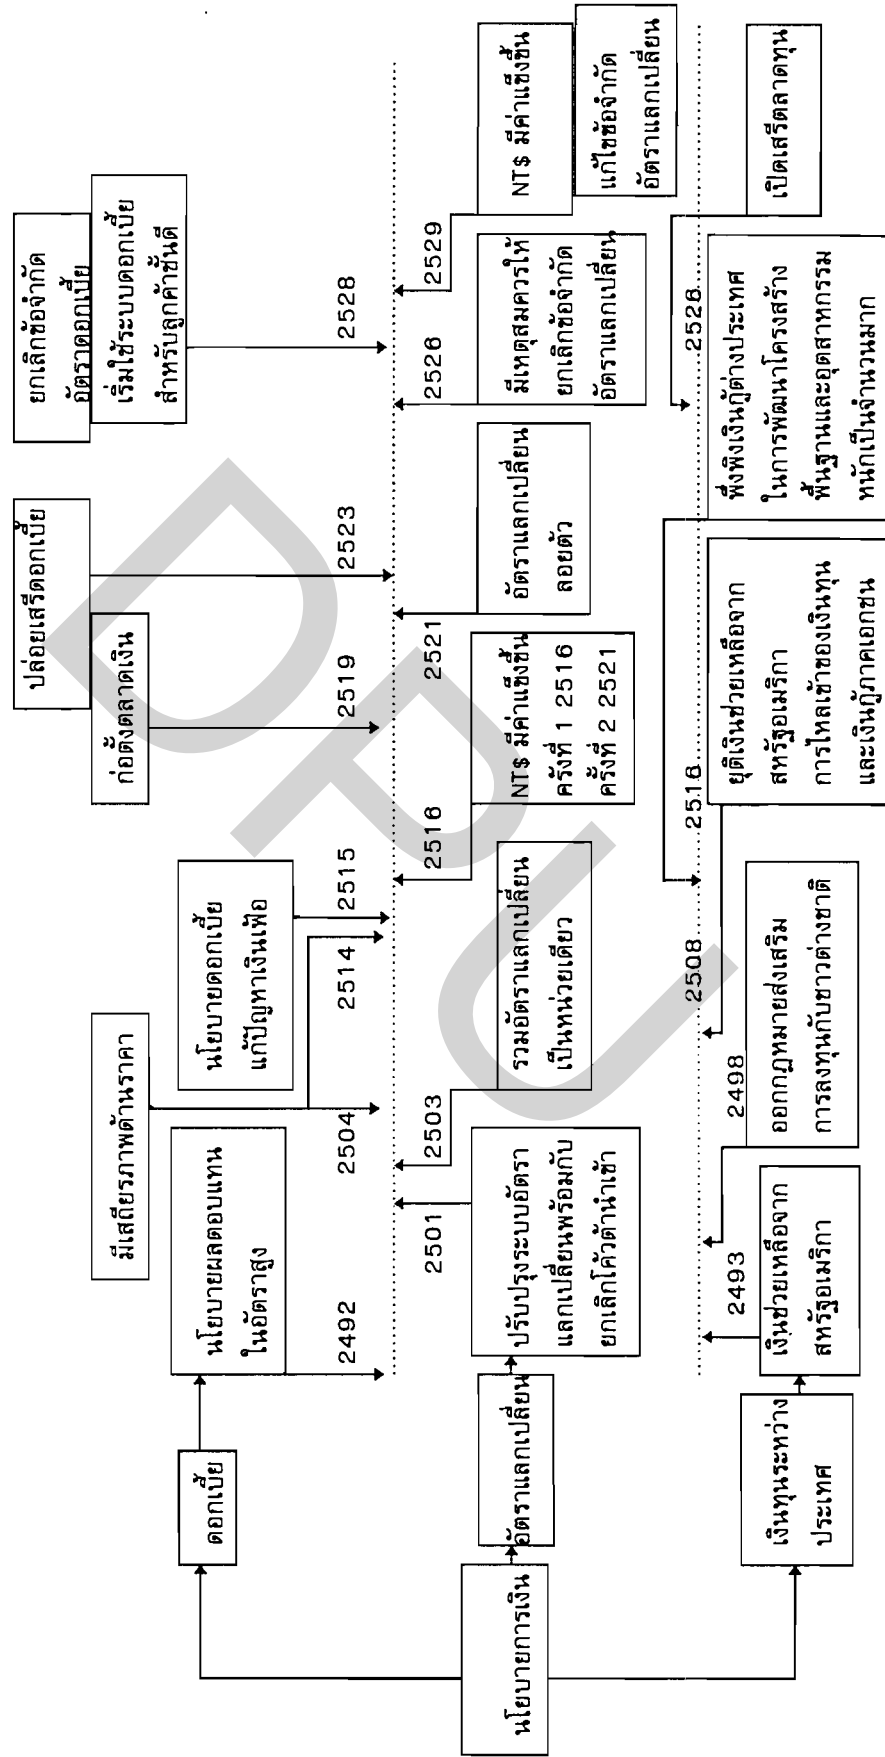 นโยบายการเงิน
ดอกเบี้ย
นโยบายผลตอบแทน
ในอัตราสูง
2492
มีเสถียรภาพด้านราคา
2504
2514
นโยบายดอกเบี้ย
แก้ปัญหาเงินเฟ้อ
2515
ก่อตั้งตลาดเงิน
2519
ปล่อยเสรีดอกเบี้ย
2523
ยกเลิกข้อจำกัด
อัตราดอกเบี้ย
เริ่มใช้ระบบดอกเบี้ย
สำหรับลูกค้าชั้นดี
2528
อัตราแลกเปลี่ยน
ปรับปรุงระบบอัตรา
แลกเปลี่ยนพร้อมกับ
ยกเลิกโค้วต้านำเข้า
2501
2503
รวมอัตราแลกเปลี่ยน
เป็นหน่วยเดียว
2516
NT$ มีค่าแข็งขึ้น
ครั้งที่ 1 2516
ครั้งที่ 2 2521
2521
อัตราแลกเปลี่ยน
ลอยตัว
2526
มีเหตุสมควรให้
ยกเลิกข้อจำกัด
อัตราแลกเปลี่ยน
2529
NT$ มีค่าแข็งขึ้น
แก้ไขข้อจำกัด
อัตราแลกเปลี่ยน
เงินทุนระหว่าง
ประเทศ
2493
เงินช่วยเหลือจาก
สหรัฐอเมริกา
2498
ออกกฎหมายส่งเสริม
การลงทุนกับชาวต่างชาติ
2508
ยุติเงินช่วยเหลือจาก
สหรัฐอเมริกา
การไหลเข้าของเงินทุน
และเงินกู้ภาคเอกชน
2516
พึ่งพิงเงินกู้ต่างประเทศ
ในการพัฒนาโครงสร้าง
พื้นฐานและอุตสาหกรรม
หนักเป็นจำนวนมาก
2526
เปิดเสรีตลาดทุน
DPU